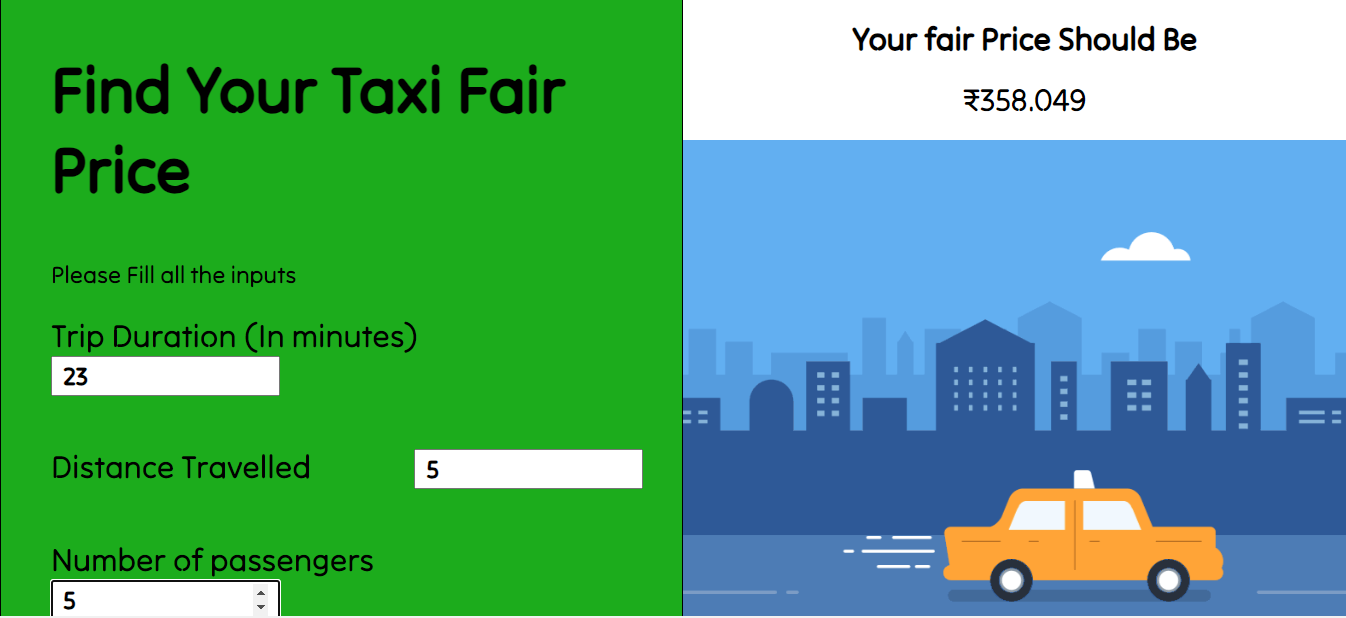 Find Your Taxi Fair
Price
Please Fill all the inputs
Trip Duration (In minutes)
23
Distance Travelled
5
Number of passengers
5
Your fair Price Should Be
₹358.049